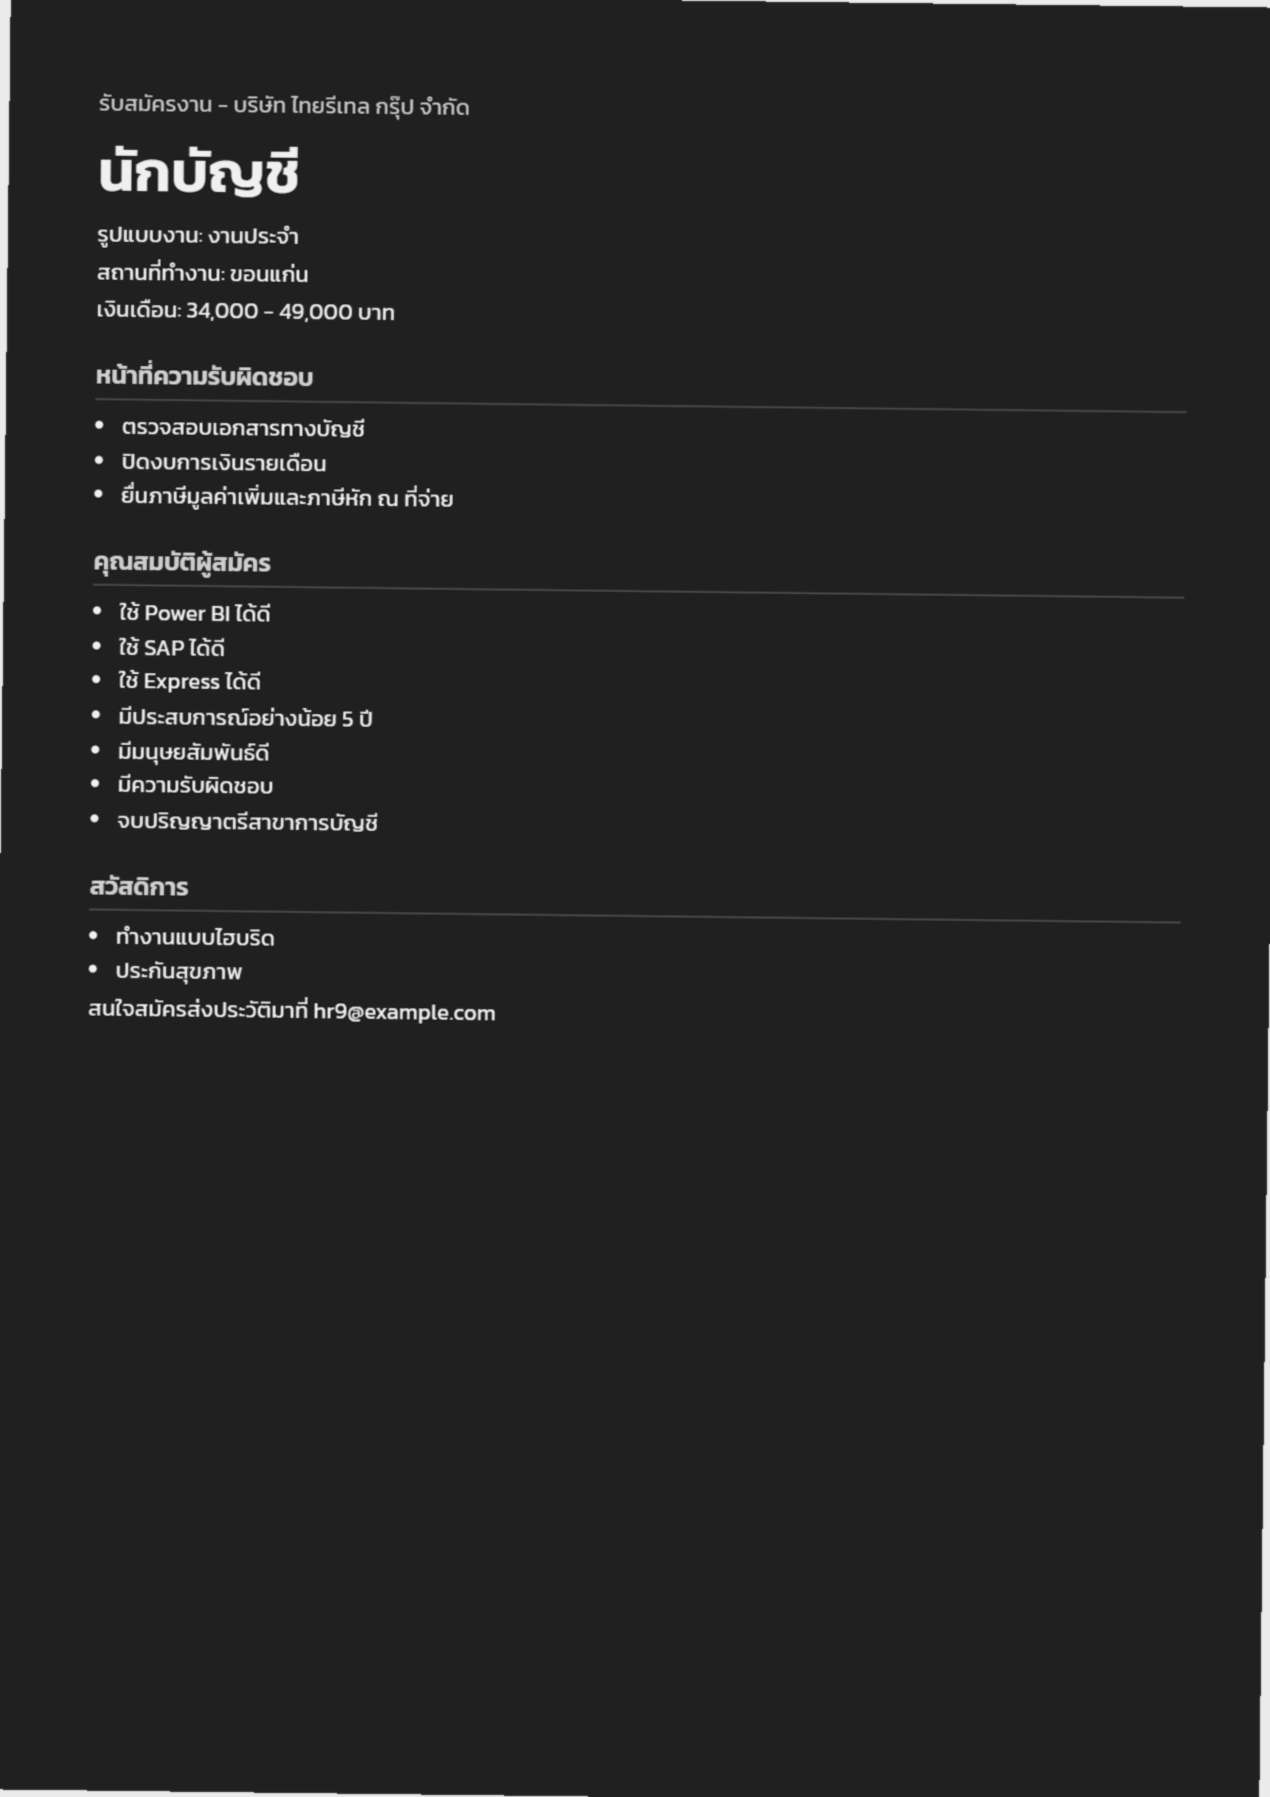 รับสมัครงาน - บริษัท ไทยรีเทล กรุ๊ป จำกัด
นักบัญชี
รูปแบบงาน: งานประจำ
สถานที่ทำงาน: ขอนแก่น
เงินเดือน: 34,000 - 49,000 บาท
หน้าที่ความรับผิดชอบ
• ตรวจสอบเอกสารทางบัญชี
• ปิดงบการเงินรายเดือน
• ยื่นภาษีมูลค่าเพิ่มและภาษีหัก ณ ที่จ่าย
คุณสมบัติผู้สมัคร
• ใช้ Power BI ได้ดี
• ใช้ SAP ได้ดี
• ใช้ Express ได้ดี
• มีประสบการณ์อย่างน้อย 5 ปี
• มีมนุษยสัมพันธ์ดี
• มีความรับผิดชอบ
• จบปริญญาตรีสาขาการบัญชี
สวัสดิการ
• ทำงานแบบไฮบริด
• ประกันสุขภาพ
สนใจสมัครส่งประวัติมาที่ hr9@example.com